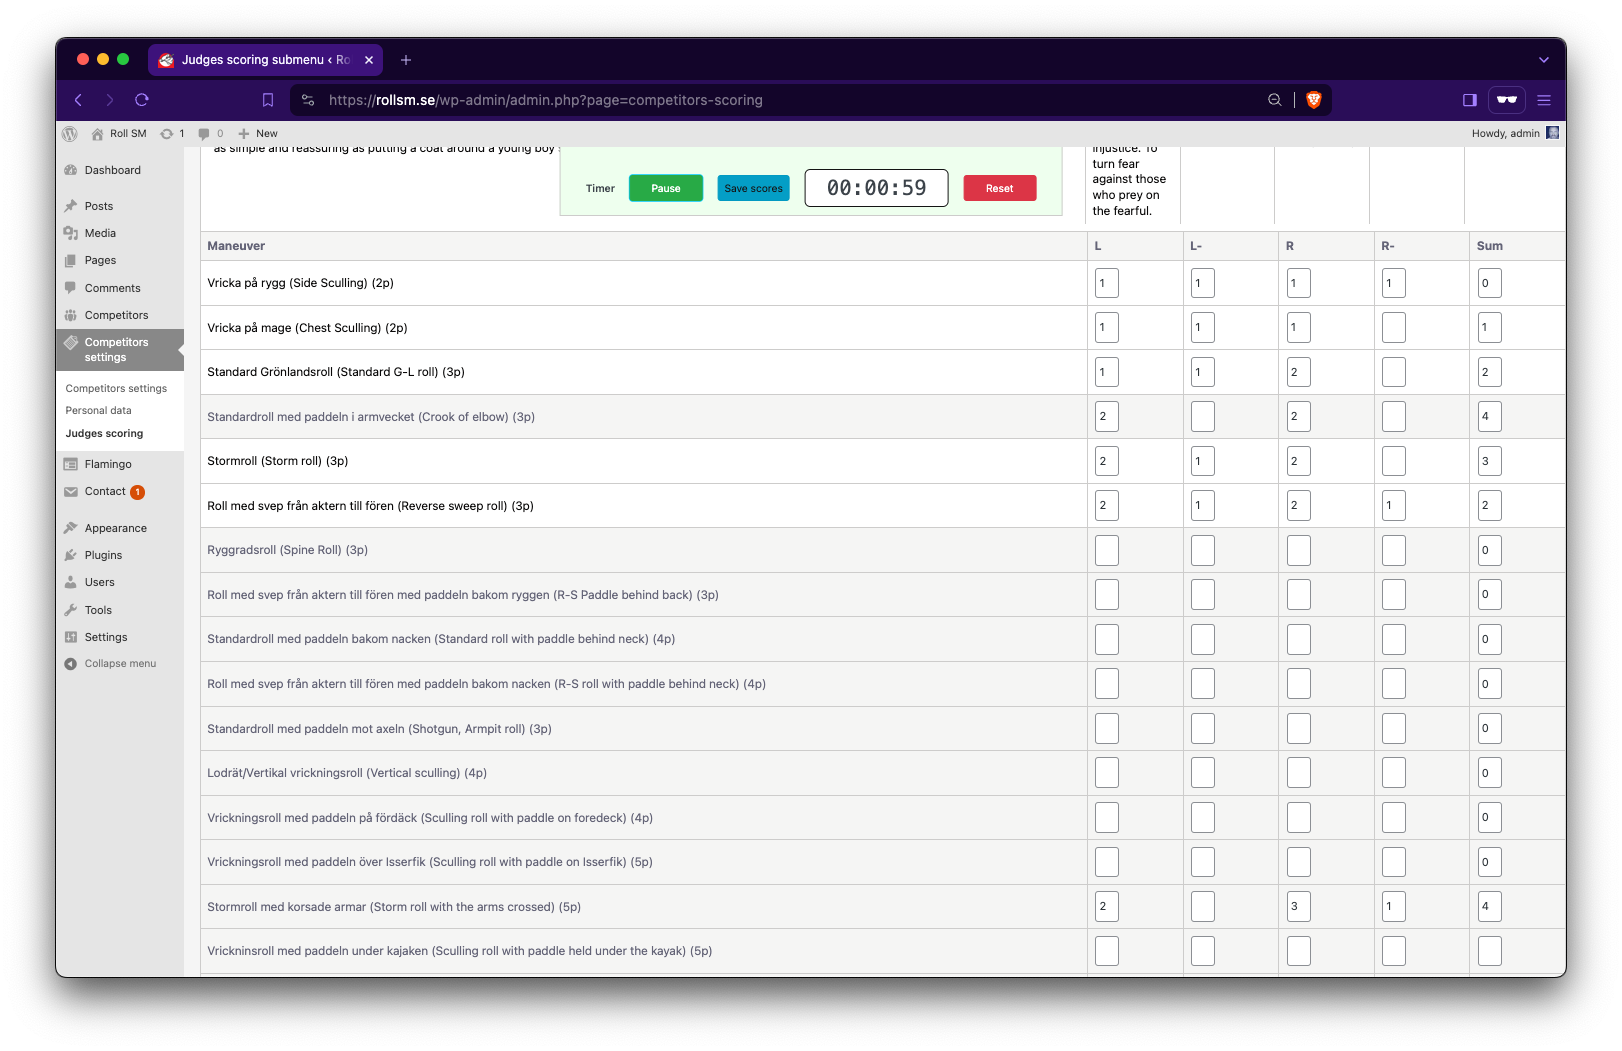 Judges scoring submenu ‹ Ro
https://rollsm.se/wp-admin/admin.php?page=competitors-scoring
Roll SM 1 0 New Howdy, admin
Dashboard
Posts
Media
Pages
Comments
Competitors
Competitors settings
Competitors settings
Personal data
Judges scoring
Flamingo
Contact 1
Appearance
Plugins
Users
Tools
Settings
Collapse menu
as simple and reassuring as putting a coat around a young boy
injustice. To
turn fear
against those
who prey on
the fearful.
Timer Pause Save scores 00:00:59 Reset
Maneuver L L- R R- Sum
Vricka på rygg (Side Sculling) (2p) 1 1 1 1 0
Vricka på mage (Chest Sculling) (2p) 1 1 1 1
Standard Grönlandsroll (Standard G-L roll) (3p) 1 1 2 2
Standardroll med paddeln i armvecket (Crook of elbow) (3p) 2 2 4
Stormroll (Storm roll) (3p) 2 1 2 3
Roll med svep från aktern till fören (Reverse sweep roll) (3p) 2 1 2 1 2
Ryggradsroll (Spine Roll) (3p) 0
Roll med svep från aktern till fören med paddeln bakom ryggen (R-S Paddle behind back) (3p) 0
Standardroll med paddeln bakom nacken (Standard roll with paddle behind neck) (4p) 0
Roll med svep från aktern till fören med paddeln bakom nacken (R-S roll with paddle behind neck) (4p) 0
Standardroll med paddeln mot axeln (Shotgun, Armpit roll) (3p) 0
Lodrät/Vertikal vrickningsroll (Vertical sculling) (4p) 0
Vrickningsroll med paddeln på fördäck (Sculling roll with paddle on foredeck) (4p) 0
Vrickningsroll med paddeln över Isserfik (Sculling roll with paddle on Isserfik) (5p) 0
Stormroll med korsade armar (Storm roll with the arms crossed) (5p) 2 3 1 4
Vrickninsroll med paddeln under kajaken (Sculling roll with paddle held under the kayak) (5p)